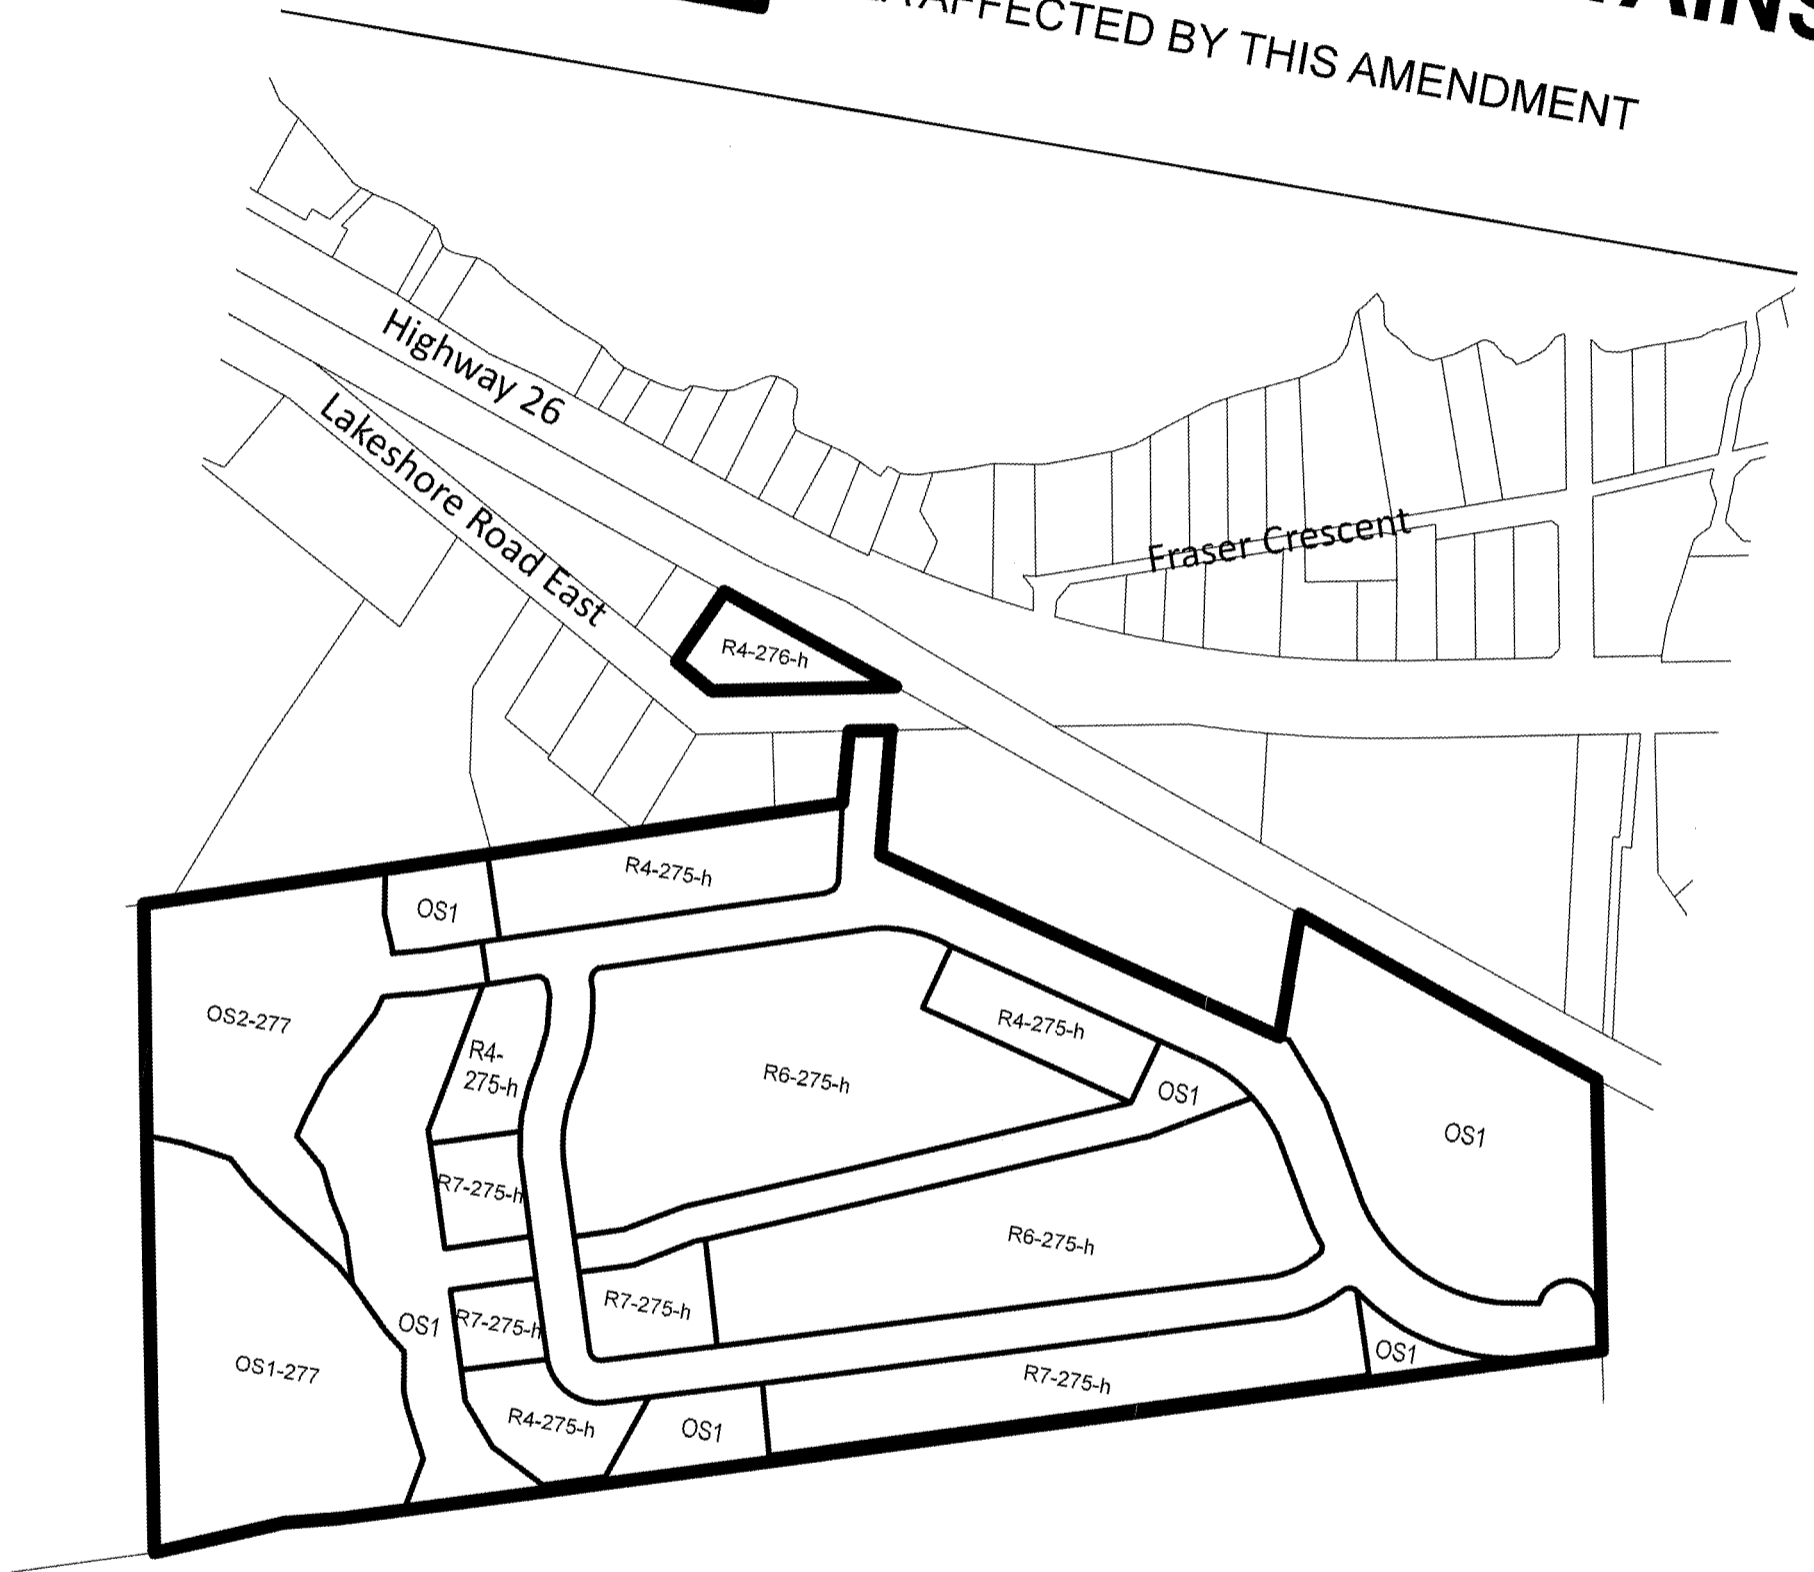 AFFECTED BY THIS AMENDMENT
Highway 26
Lakeshore Road East
Fraser Crescent
R4-276-h
R4-275-h
OS1
OS2-277
R4-
275-h
R6-275-h
R4-275-h
OS1
OS1
R7-275-h
R6-275-h
R7-275-h
R7-275-h
OS1
OS1-277
R4-275-h
OS1
R7-275-h
OS1